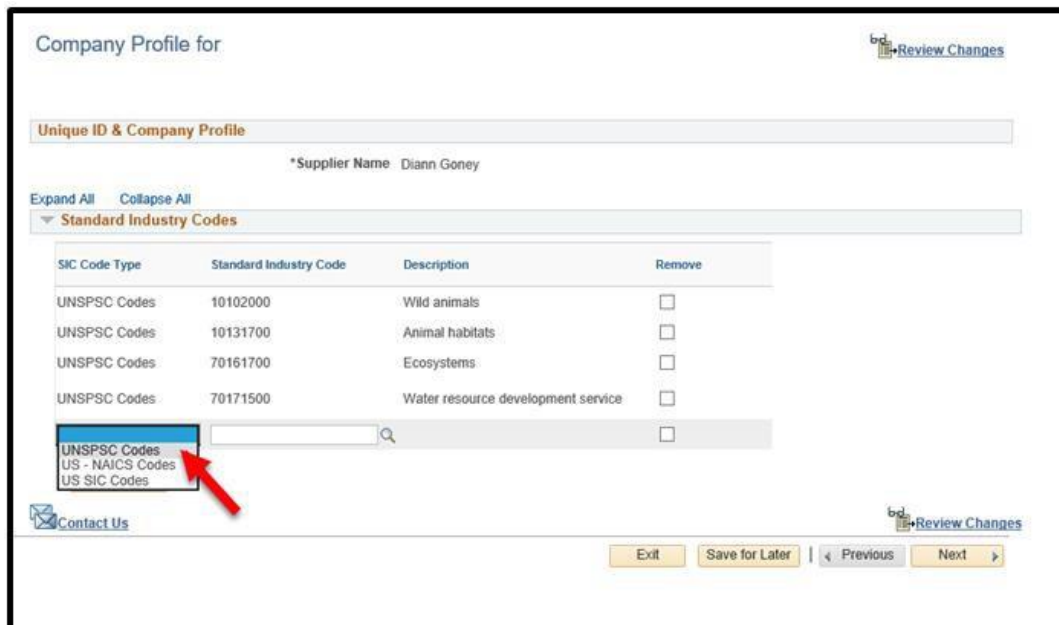 Company Profile for
Review Changes
Unique ID & Company Profile
*Supplier Name Diann Goney
Expand All Collapse All
Standard Industry Codes
SIC Code Type Standard Industry Code Description Remove
UNSPSC Codes 10102000 Wild animals
UNSPSC Codes 10131700 Animal habitats
UNSPSC Codes 70161700 Ecosystems
UNSPSC Codes 70171500 Water resource development service
UNSPSC Codes
US - NAICS Codes
US SIC Codes
Contact Us
Review Changes
Exit Save for Later | Previous Next